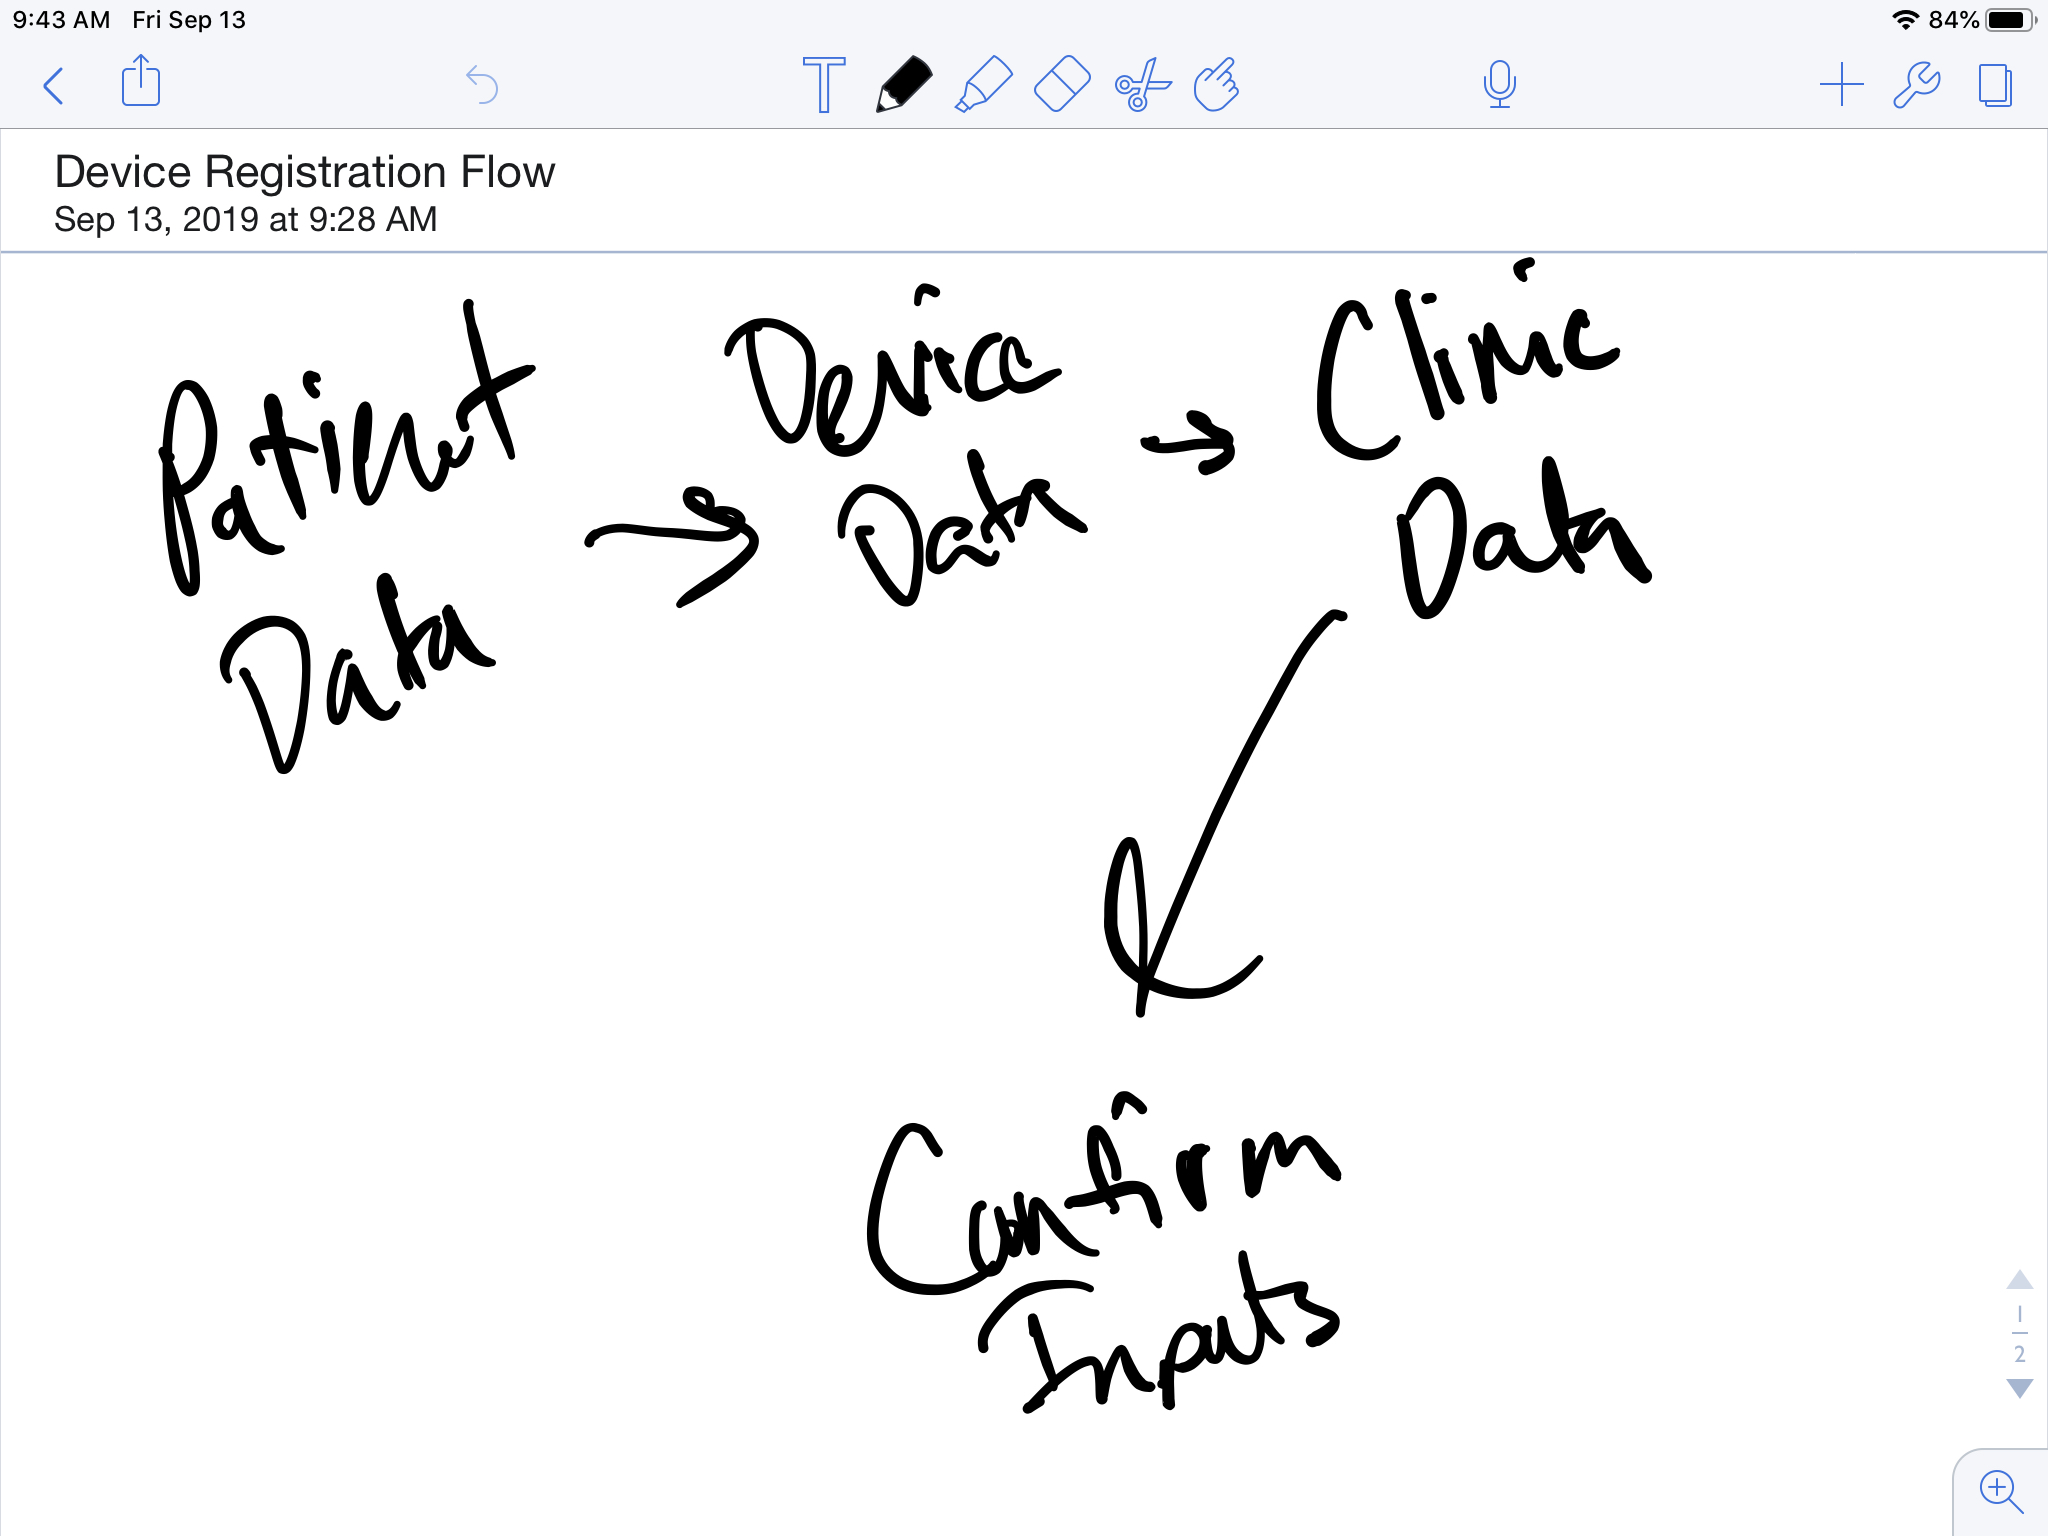 9:43 AM Fri Sep 13
84%
Device Registration Flow
Sep 13, 2019 at 9:28 AM
Patient
Data
→
Device
Data
→
Clinic
Data
Confirm
Inputs
1
2